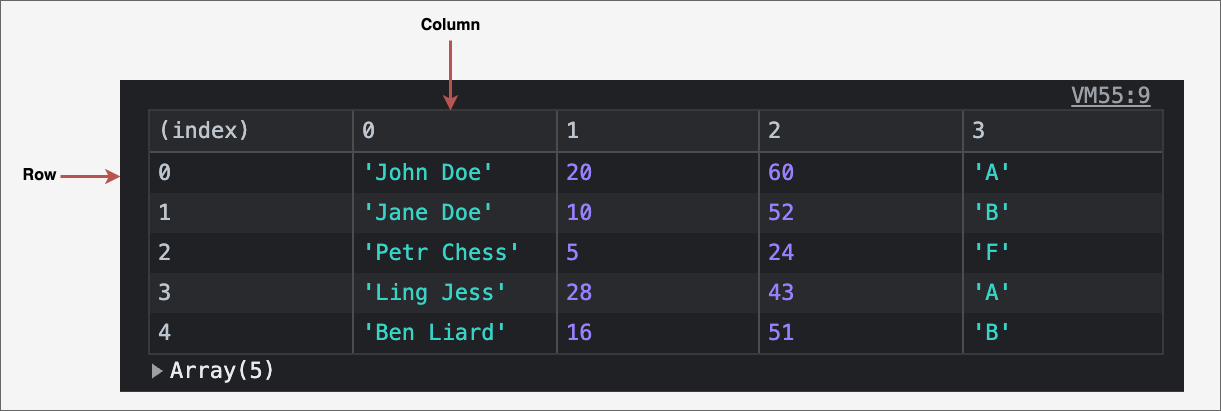 Column
VM55:9
(index) 0 1 2 3
Row 0 'John Doe' 20 60 'A'
1 'Jane Doe' 10 52 'B'
2 'Petr Chess' 5 24 'F'
3 'Ling Jess' 28 43 'A'
4 'Ben Liard' 16 51 'B'
Array(5)